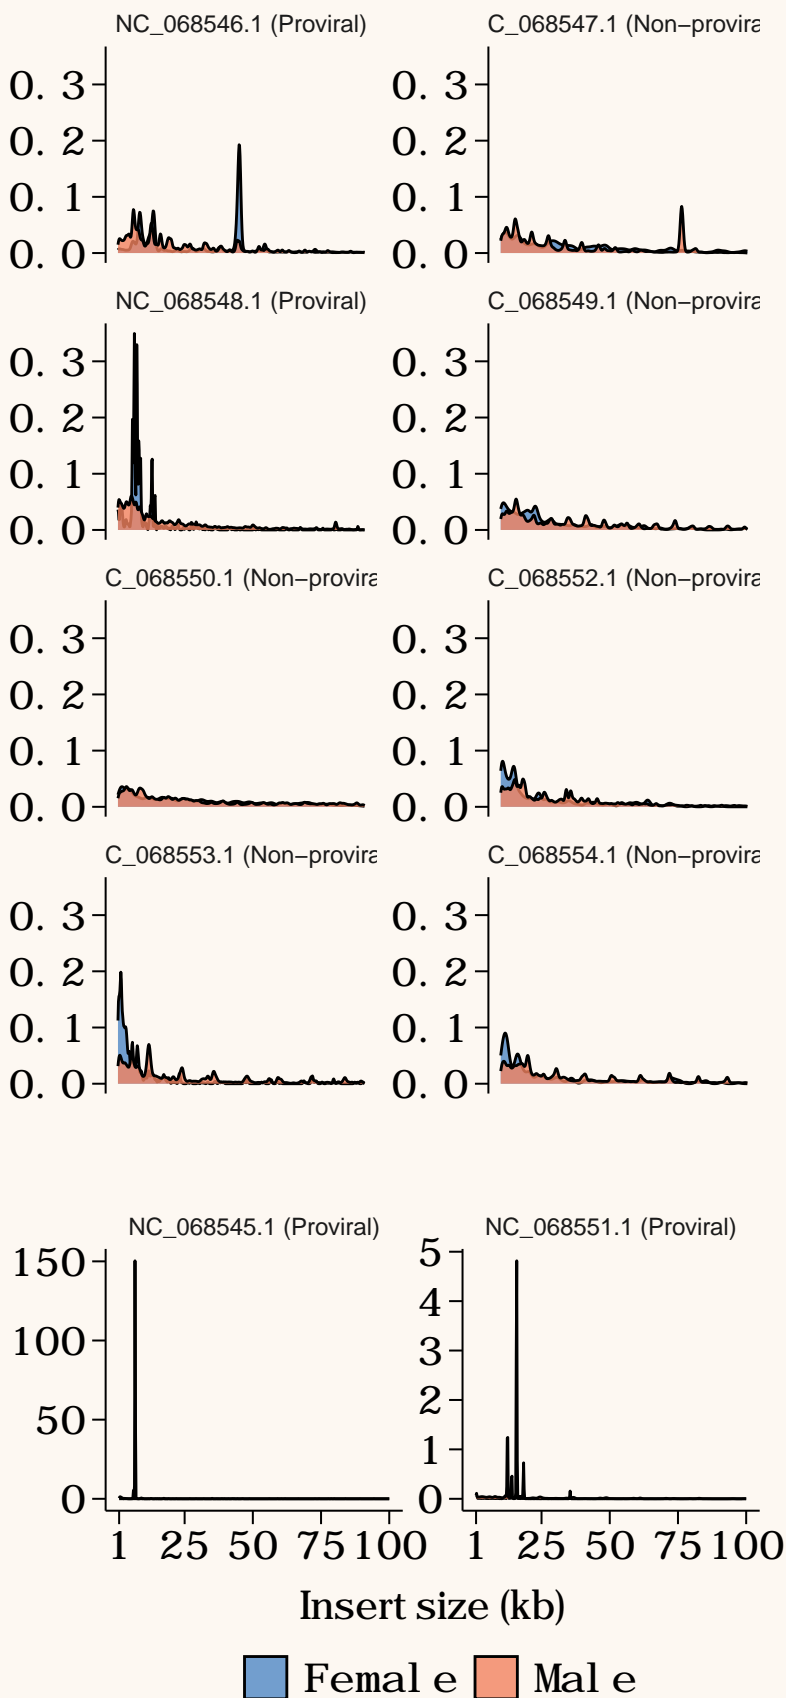 NC_068546.1 (Proviral) C_068547.1 (Non−provira
0. 3 0. 3
0. 2 0. 2
0. 1 0. 1
0. 0 0. 0
NC_068548.1 (Proviral) C_068549.1 (Non−provira
0. 3 0. 3
0. 2 0. 2
0. 1 0. 1
0. 0 0. 0
C_068550.1 (Non−provira C_068552.1 (Non−provira
0. 3 0. 3
0. 2 0. 2
0. 1 0. 1
0. 0 0. 0
C_068553.1 (Non−provira C_068554.1 (Non−provira
0. 3 0. 3
0. 2 0. 2
0. 1 0. 1
0. 0 0. 0
NC_068545.1 (Proviral) NC_068551.1 (Proviral)
150 5
100 4
50 3
0 2
1
0
1 25 50 75 100 1 25 50 75 100
Insert size (kb)
Female Male